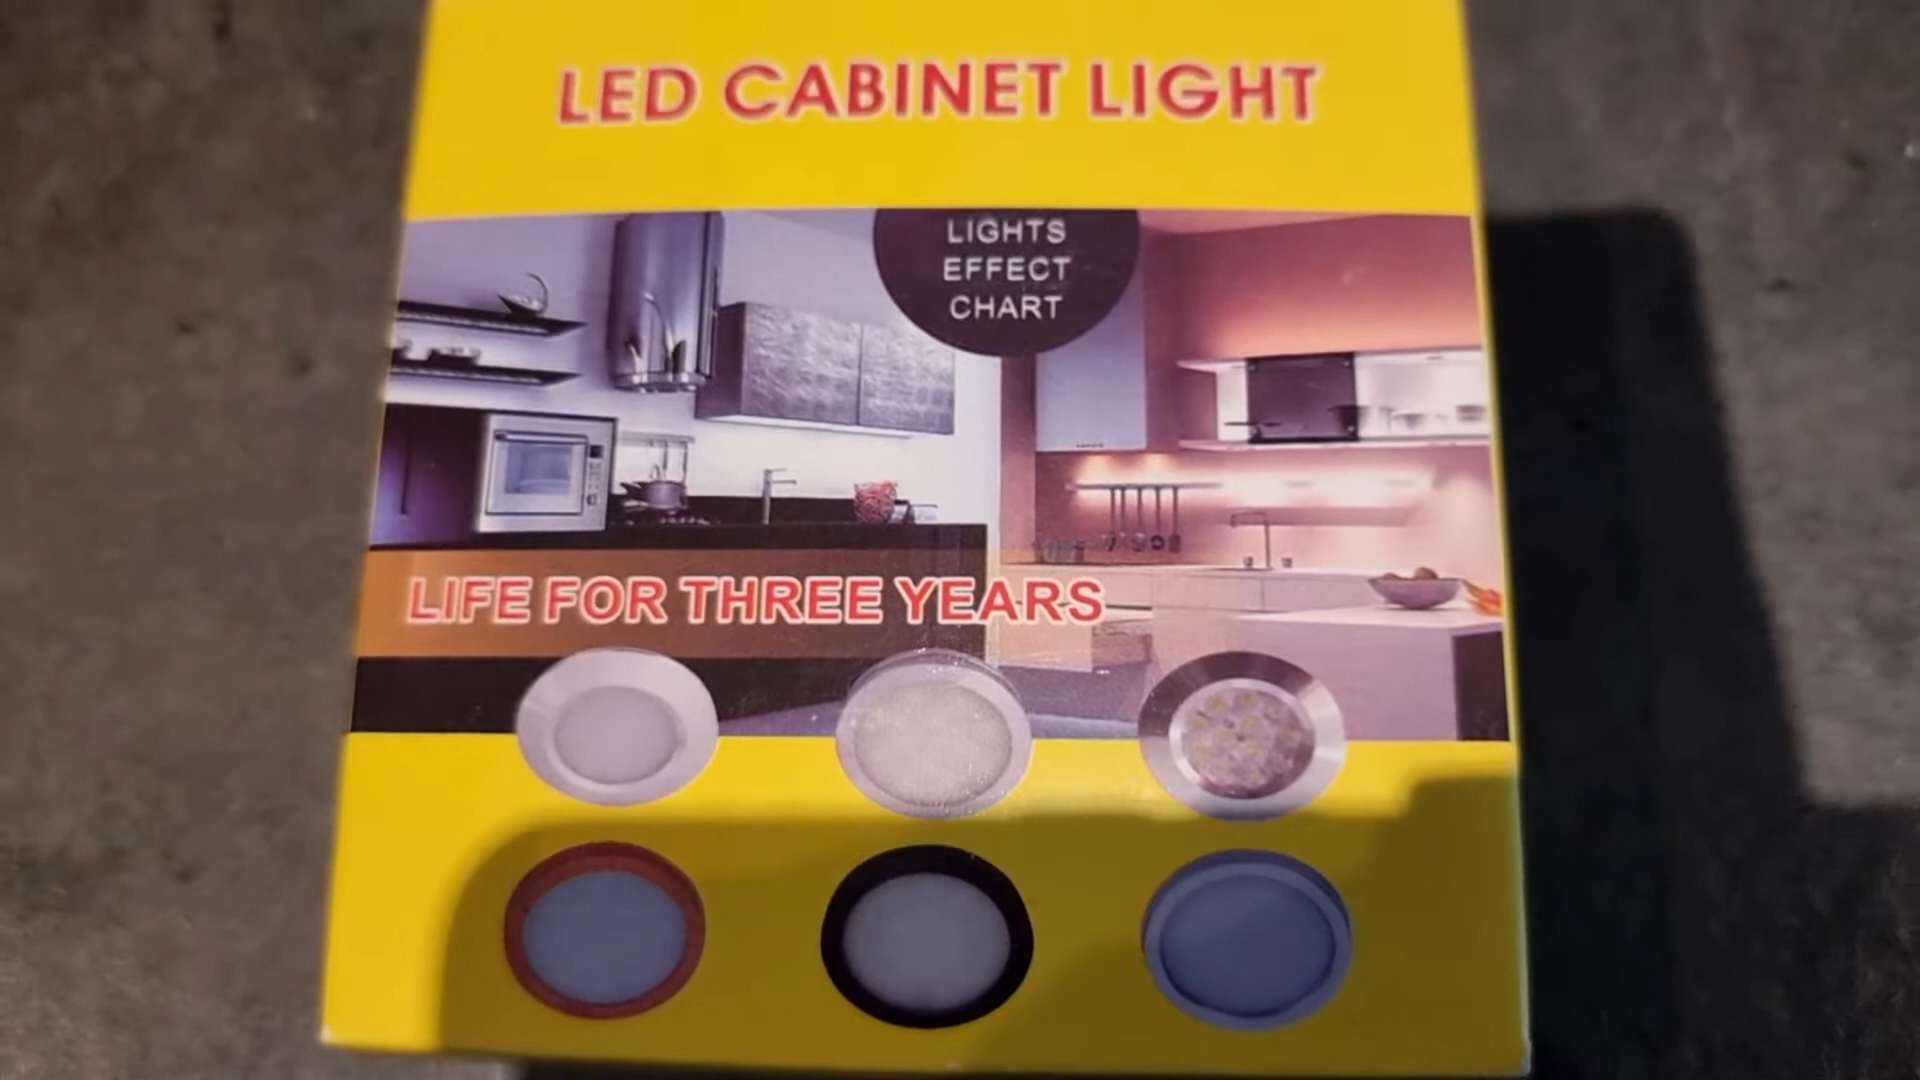 LED CABINET LIGHT
LIGHTS
EFFECT
CHART
LIFE FOR THREE YEARS